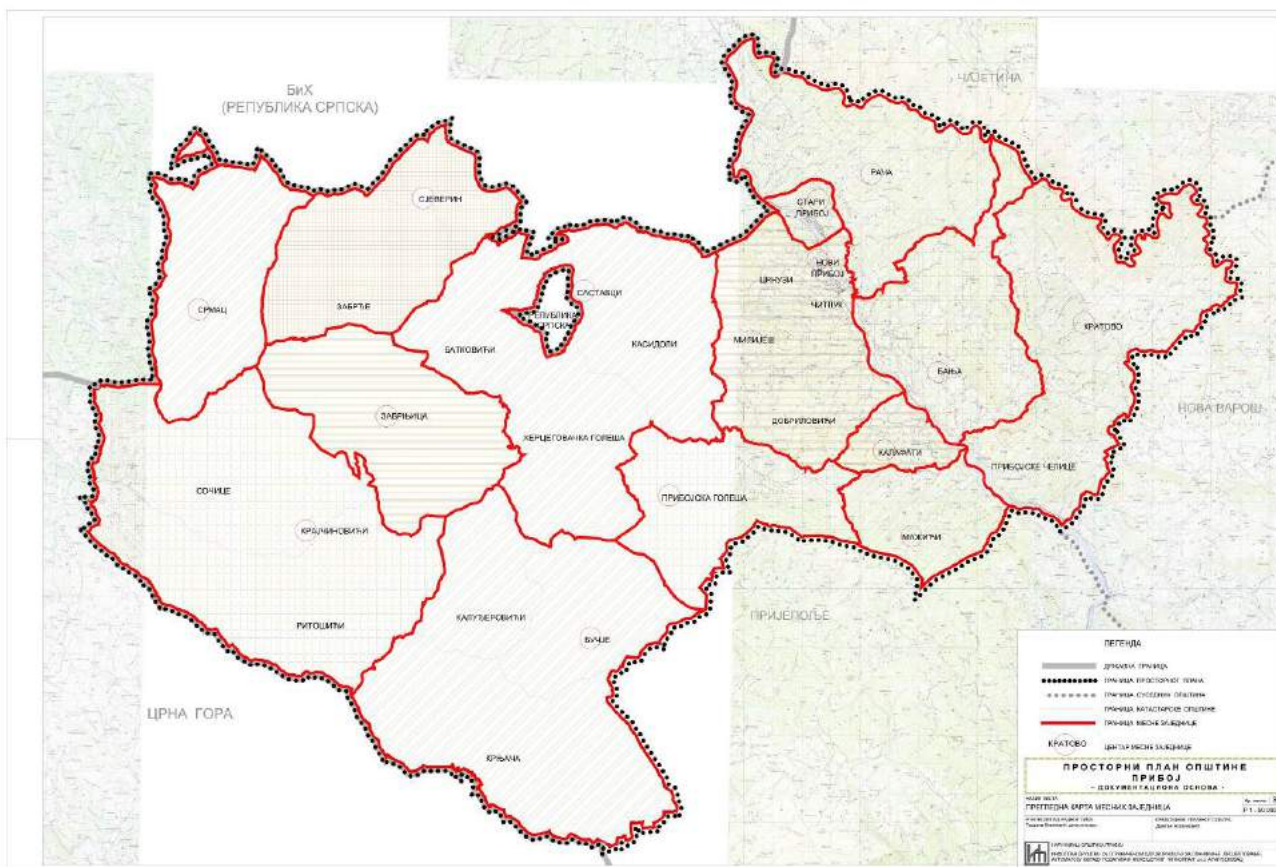 БиХ
(РЕПУБЛИКА СРПСКА)
ЧАЈЕТИНА
СЈЕВЕРИН
РАЧА
СТАРИ
ПРИБОЈ
НОВИ
ПРИБОЈ
ЦРНУЗИ
САСТАВЦИ
ЧИТЛУК
СРМАЦ
ЗАБРЂЕ
СРПСКА
КРАТОВО
БАТКОВИЋИ
КАСИДОЛИ
МИЛИЈЕШ
БАЊА
НОВА ВАРОШ
ЗАБРЊИЦА
ДОБРИЛОВИЋИ
ХЕРЦЕГОВАЧКА ГОЛЕША
КАЛАФАТИ
ПРИБОЈСКЕ ЧЕЛИЦЕ
СОЧИЦЕ
ПРИБОЈСКА ГОЛЕША
КРАЈЧИНОВИЋИ
РИТОШИЋИ
КАЛУЂЕРОВИЋИ
БУЧЈЕ
ПРИЈЕПОЉЕ
ЦРНА ГОРА
КРЊАЧА
ЛЕГЕНДА
ДРЖАВНА ГРАНИЦА
ГРАНИЦА ПРОСТОРНОГ ПЛАНА
ГРАНИЦА СУСЕДНИХ ОПШТИНА
ГРАНИЦА КАТАСТАРСКЕ ОПШТИНЕ
ГРАНИЦА МЕСНЕ ЗАЈЕДНИЦЕ
КРАТОВО
ЦЕНТАР МЕСНЕ ЗАЈЕДНИЦЕ
ПРОСТОРНИ ПЛАН ОПШТИНЕ
ПРИБОЈ
- ДОКУМЕНТАЦИОНА ОСНОВА -
ПРЕГЛЕДНА КАРТА МЕСНИХ ЗАЈЕДНИЦА